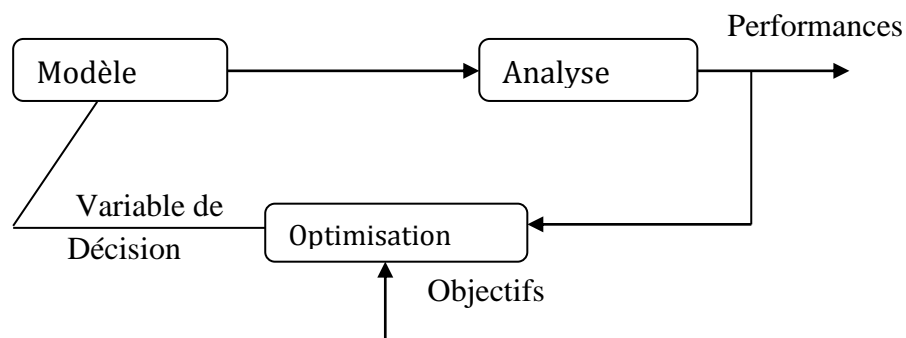 Performances
Modèle
Analyse
Variable de
Décision
Optimisation
Objectifs